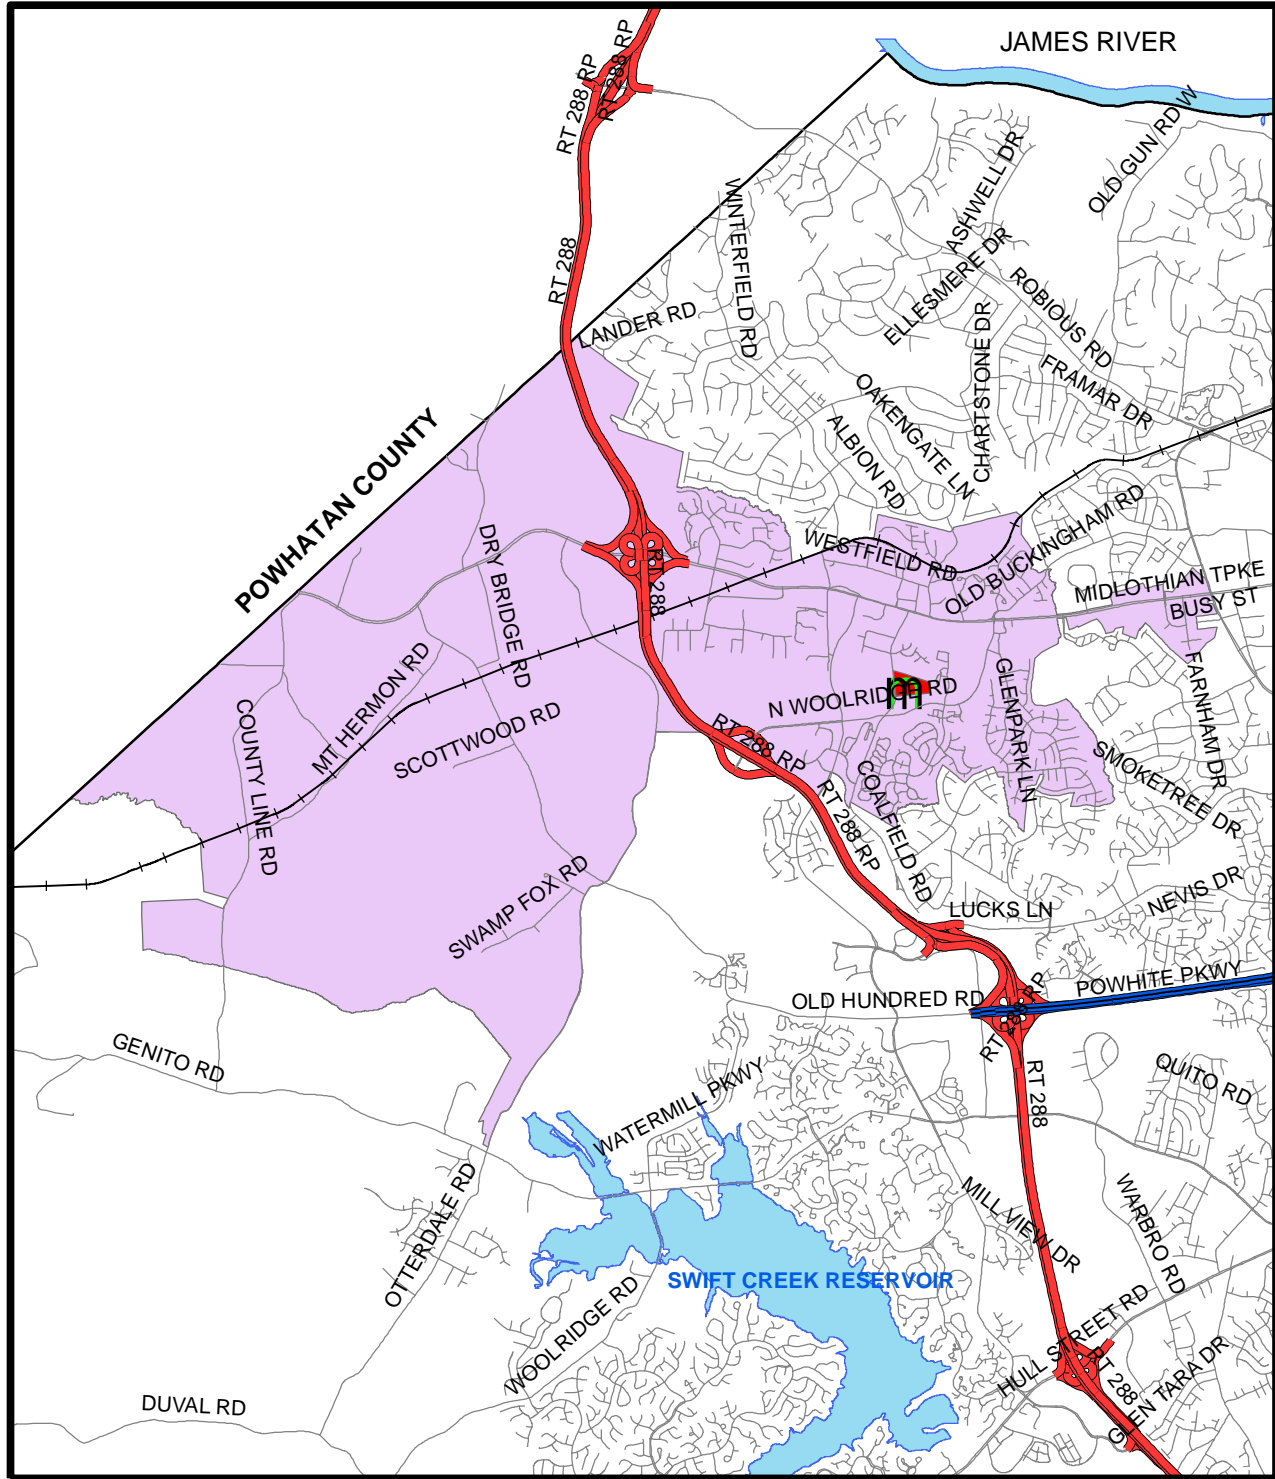 JAMES RIVER
RT 288 RP
RT 288 RP
OLD GUN RD W
ASHWELL DR
WINTERFIELD RD
ELLESMERE DR
ROBIOUS RD
RT 288
LANDER RD
CHARTSTONE DR
FRAMAR DR
OAKENGATE LN
ALBION RD
POWHATAN COUNTY
DRY BRIDGE RD
RT 288
WESTFIELD RD
OLD BUCKINGHAM RD
MIDLOTHIAN TPKE
BUSY ST
MT HERMON RD
COUNTY LINE RD
SCOTTWOOD RD
N WOOLRIDGE RD
m
GLENPARK LN
FARNHAM DR
RT 288 RP
SMOKETREE DR
COALFIELD RD
RT 288 RP
SWAMP FOX RD
LUCKS LN
NEVIS DR
POWHITE PKWY
OLD HUNDRED RD
RT 288 RP
GENITO RD
WATERMILL PKWY
RT 288
QUITO RD
OTTERDALE RD
MILL VIEW DR
WARBRO RD
SWIFT CREEK RESERVOIR
WOOLRIDGE RD
HULL STREET RD
RT 288
GLEN TARA DR
DUVAL RD